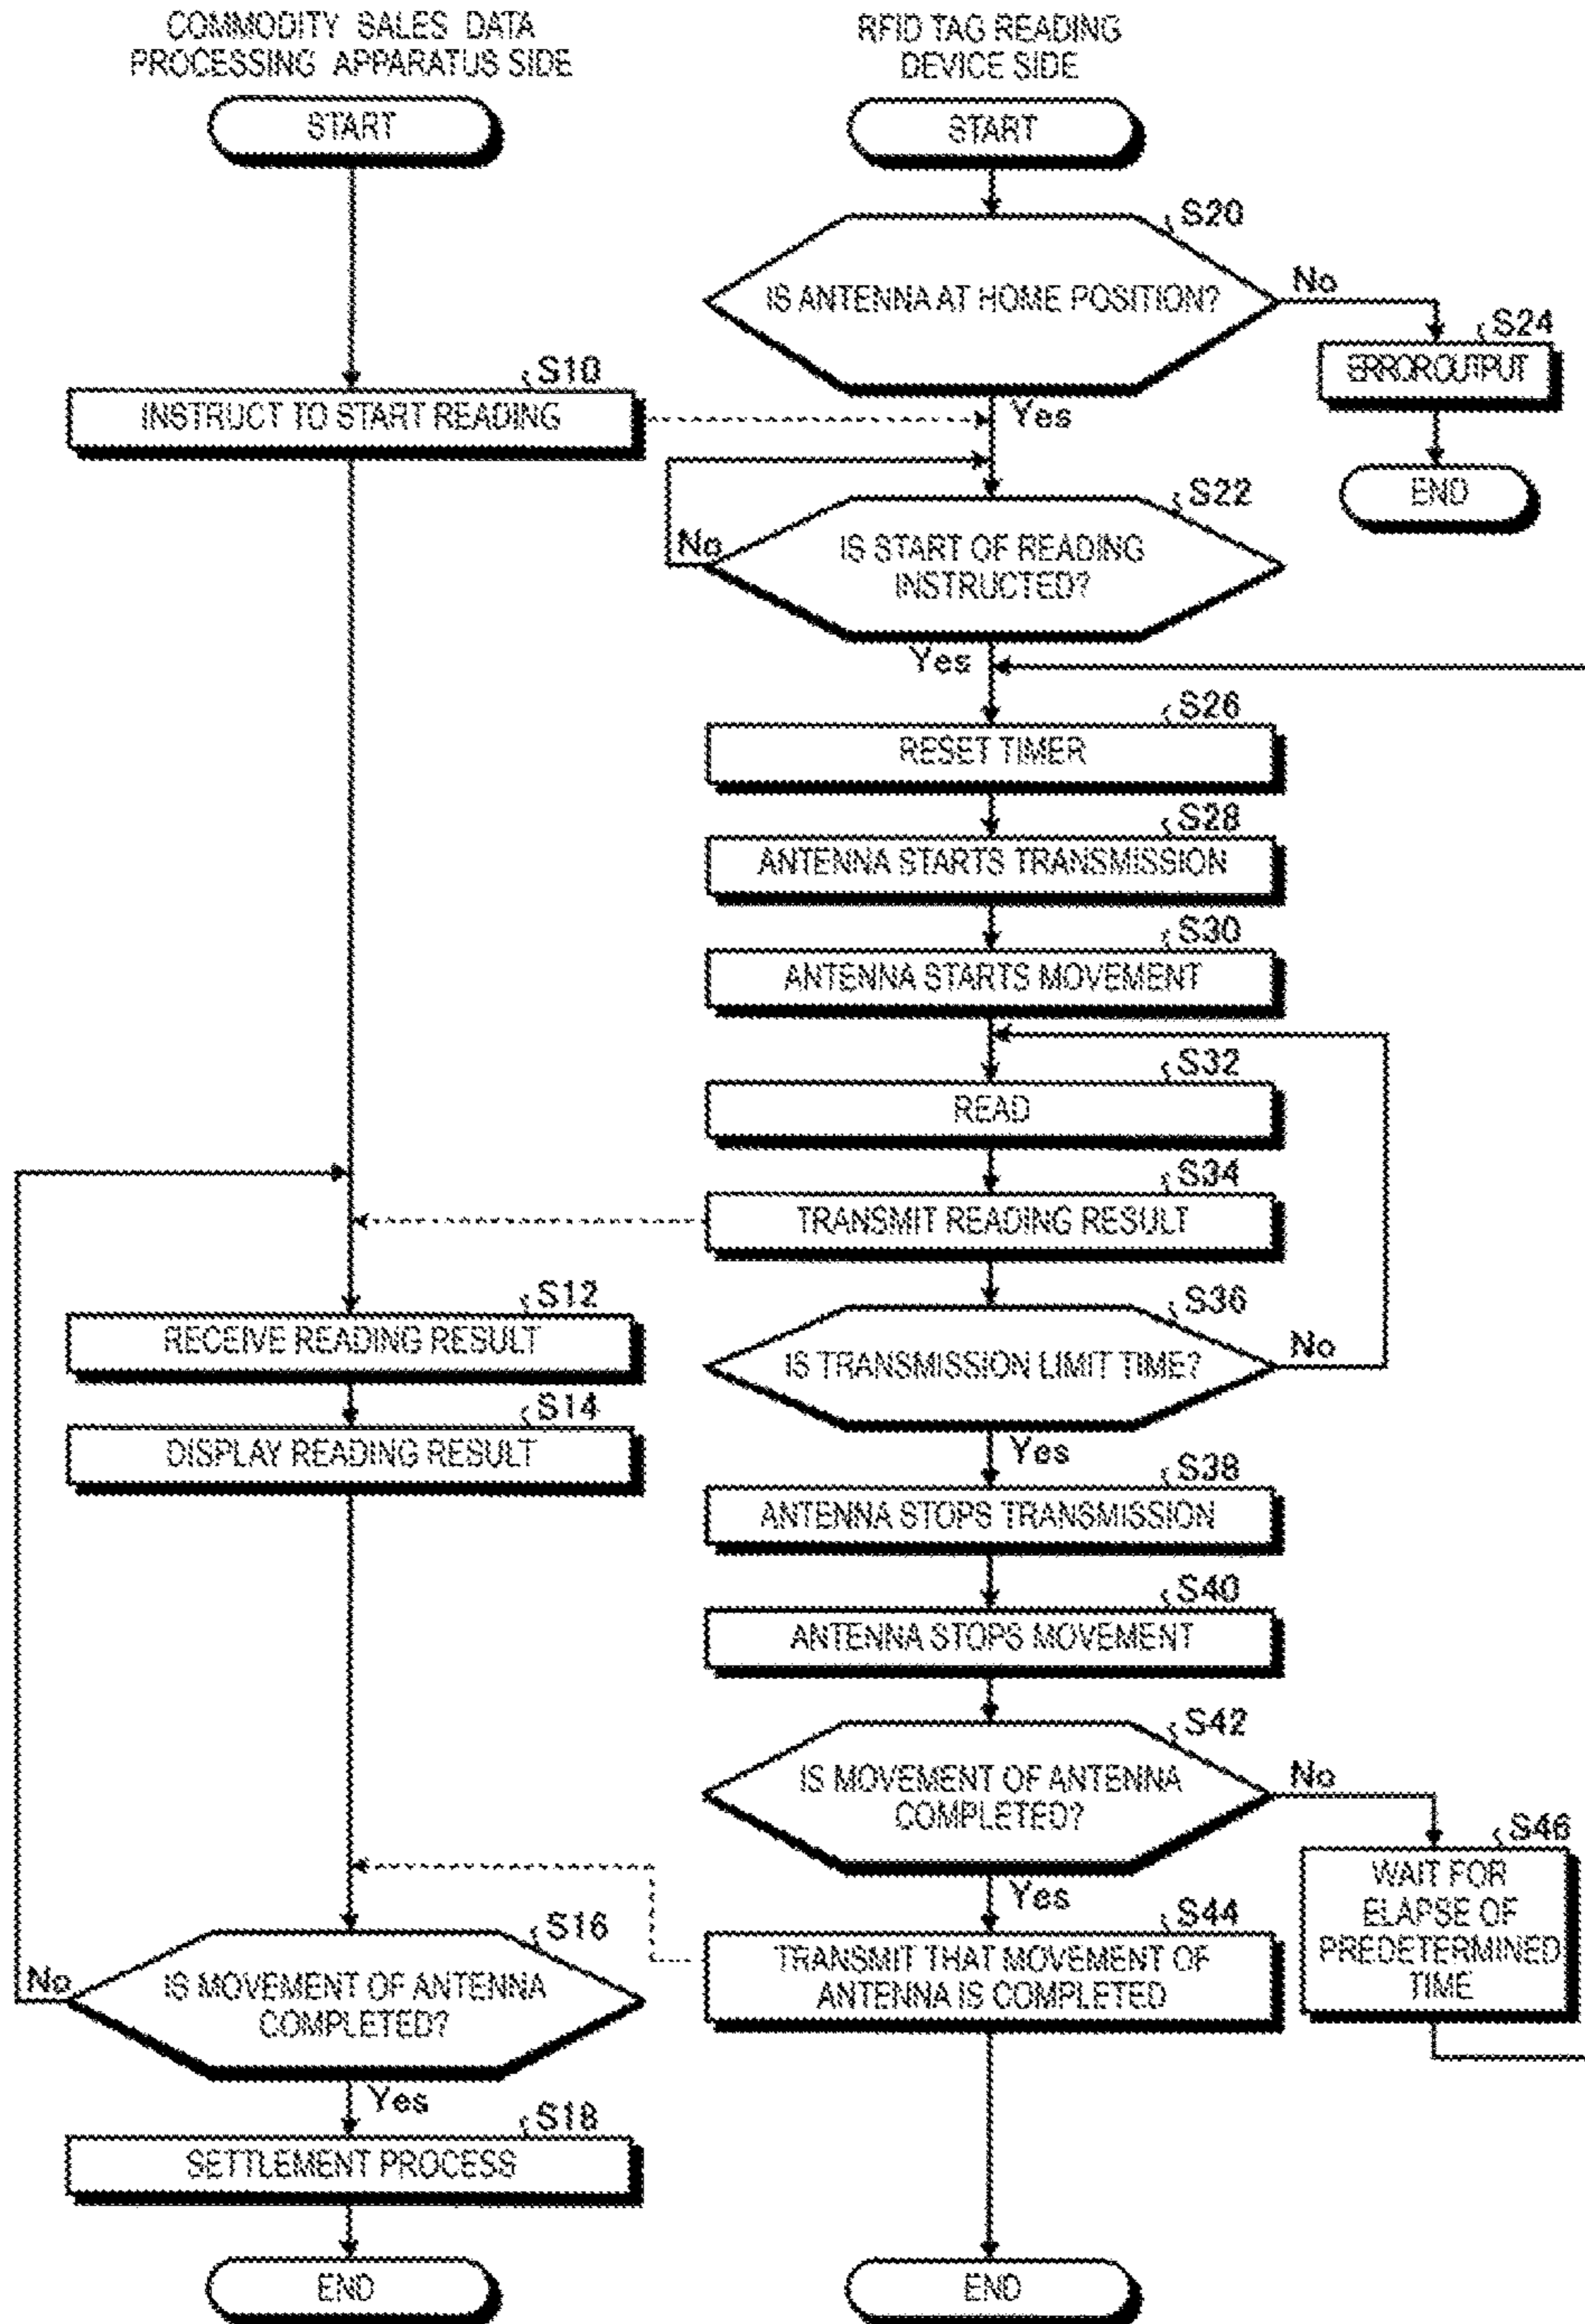 COMMODITY SALES DATA
PROCESSING APPARATUS SIDE
START
S10
INSTRUCT TO START READING
S12
RECEIVE READING RESULT
S14
DISPLAY READING RESULT
S16
No
IS MOVEMENT OF ANTENNA
COMPLETED?
Yes
S18
SETTLEMENT PROCESS
END
RFID TAG READING
DEVICE SIDE
START
S20
IS ANTENNA AT HOME POSITION?
No
S24
ERROR OUTPUT
END
Yes
S22
No
IS START OF READING
INSTRUCTED?
Yes
S26
RESET TIMER
S28
ANTENNA STARTS TRANSMISSION
S30
ANTENNA STARTS MOVEMENT
S32
READ
S34
TRANSMIT READING RESULT
S36
IS TRANSMISSION LIMIT TIME?
No
Yes
S38
ANTENNA STOPS TRANSMISSION
S40
ANTENNA STOPS MOVEMENT
S42
IS MOVEMENT OF ANTENNA
COMPLETED?
No
S46
WAIT FOR
ELAPSE OF
PREDETERMINED
TIME
Yes
S44
TRANSMIT THAT MOVEMENT OF
ANTENNA IS COMPLETED
END